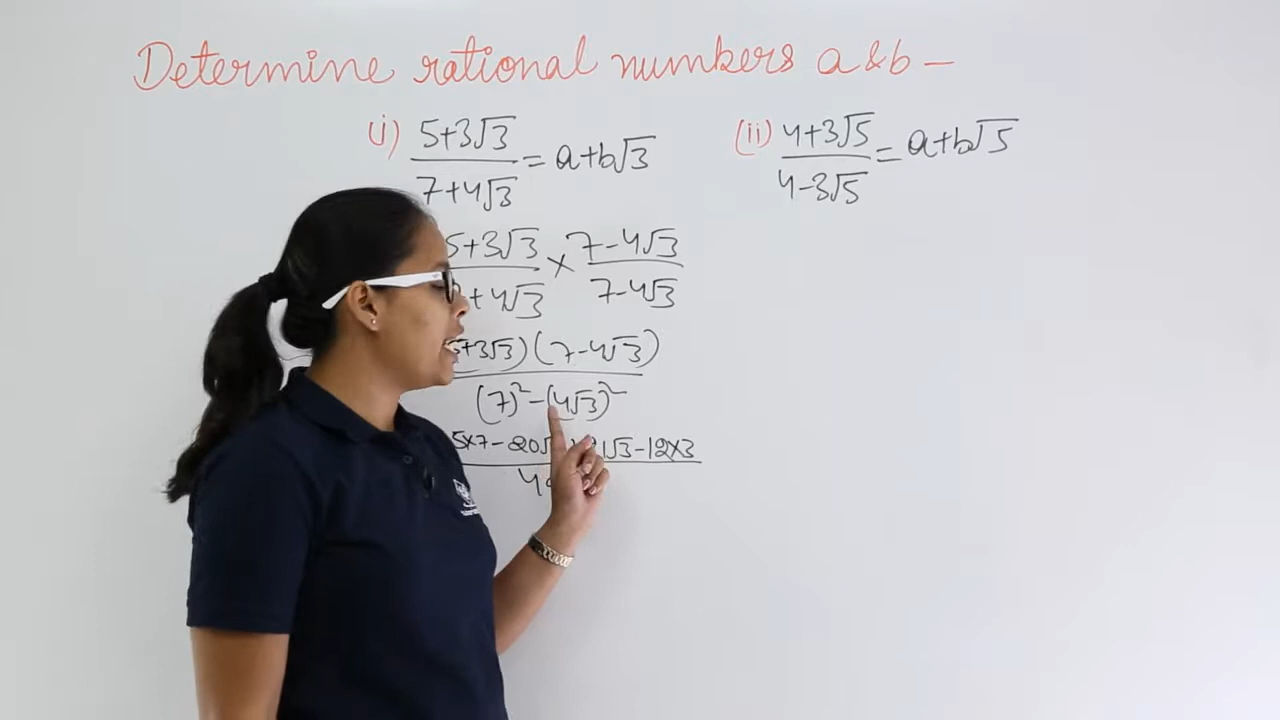 Determine rational numbers a & b –
(i) 5+3√3 / 7+4√3 = a+b√3
(ii) 4+3√5 / 4-3√5 = a+b√5
5+3√3 / +4√3 × 7-4√3 / 7-4√3
+3√3)(7-4√3) / (7)² - (4√3)²
5×7 - 20√ 1√3 - 12×3
4